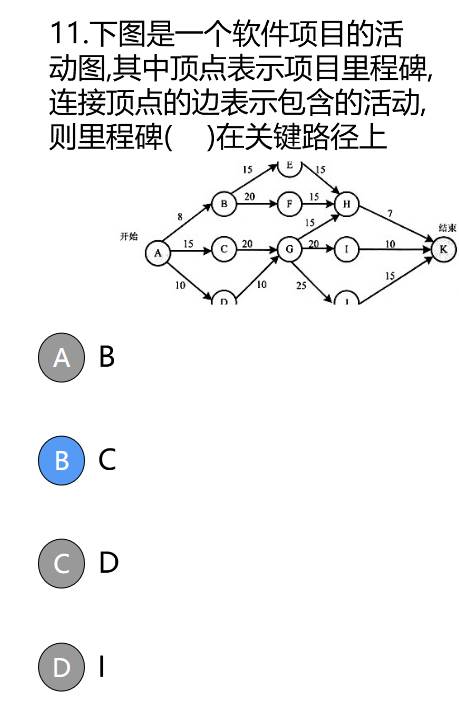 11.下图是一个软件项目的活
动图,其中顶点表示项目里程碑,
连接顶点的边表示包含的活动,
则里程碑( )在关键路径上
15 E 15
8 B 20 F 15 H 7
开始 15 结束
A 15 C 20 G 20 I 10 K
10 D 10 25 J 15
A B
B C
C D
D I